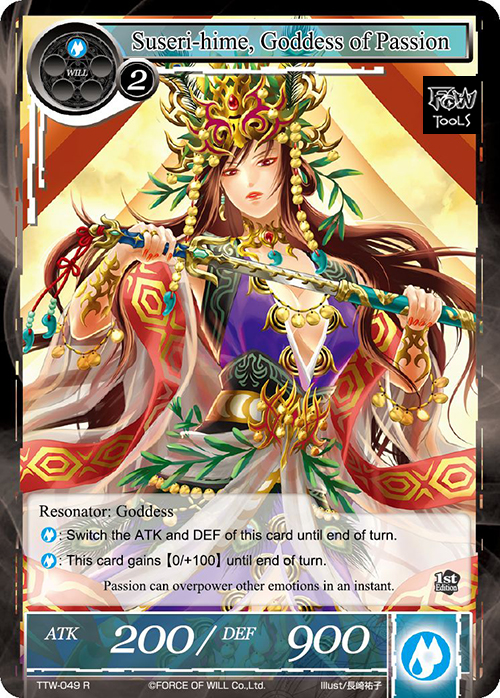 Suseri-hime, Goddess of Passion
WILL
2
FOW
TOOLS
Resonator: Goddess
: Switch the ATK and DEF of this card until end of turn.
: This card gains 【0/+100】 until end of turn.
Passion can overpower other emotions in an instant.
1st
Edition
ATK 200/ DEF 900
TTW-049 R ©FORCE OF WILL Co.,Ltd. Illust/長崎祐子